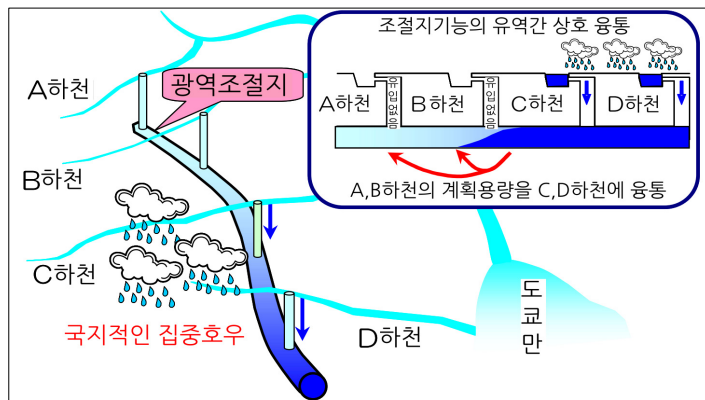 조절지기능의 유역간 상호 융통
A하천
유입없음
B하천
유입없음
C하천
D하천
A,B하천의 계획용량을 C,D하천에 융통
A하천
광역조절지
B하천
C하천
국지적인 집중호우
D하천
도쿄만